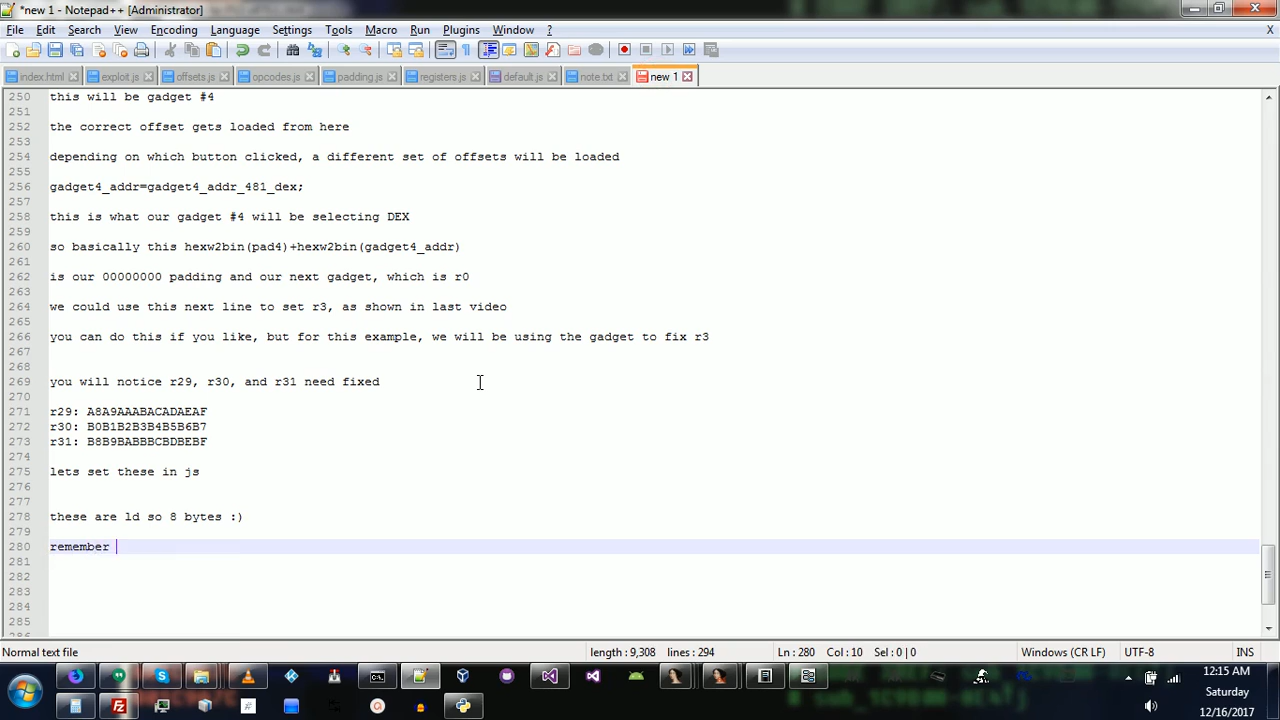 *new 1 - Notepad++ [Administrator]
File Edit Search View Encoding Language Settings Tools Macro Run Plugins Window ? X
index.html exploit.js offsets.js opcodes.js padding.js registers.js default.js note.txt new 1
250 this will be gadget #4
251
252 the correct offset gets loaded from here
253
254 depending on which button clicked, a different set of offsets will be loaded
255
256 gadget4_addr=gadget4_addr_481_dex;
257
258 this is what our gadget #4 will be selecting DEX
259
260 so basically this hexw2bin(pad4)+hexw2bin(gadget4_addr)
261
262 is our 00000000 padding and our next gadget, which is r0
263
264 we could use this next line to set r3, as shown in last video
265
266 you can do this if you like, but for this example, we will be using the gadget to fix r3
267
268
269 you will notice r29, r30, and r31 need fixed
270
271 r29: A8A9AAABACADAEAF
272 r30: B0B1B2B3B4B5B6B7
273 r31: B8B9BABBBCBDBEBF
274
275 lets set these in js
276
277
278 these are ld so 8 bytes :)
279
280 remember
281
282
283
284
285
286
Normal text file length : 9,308 lines : 294 Ln : 280 Col : 10 Sel : 0 | 0 Windows (CR LF) UTF-8 INS
12:15 AM
Saturday
12/16/2017